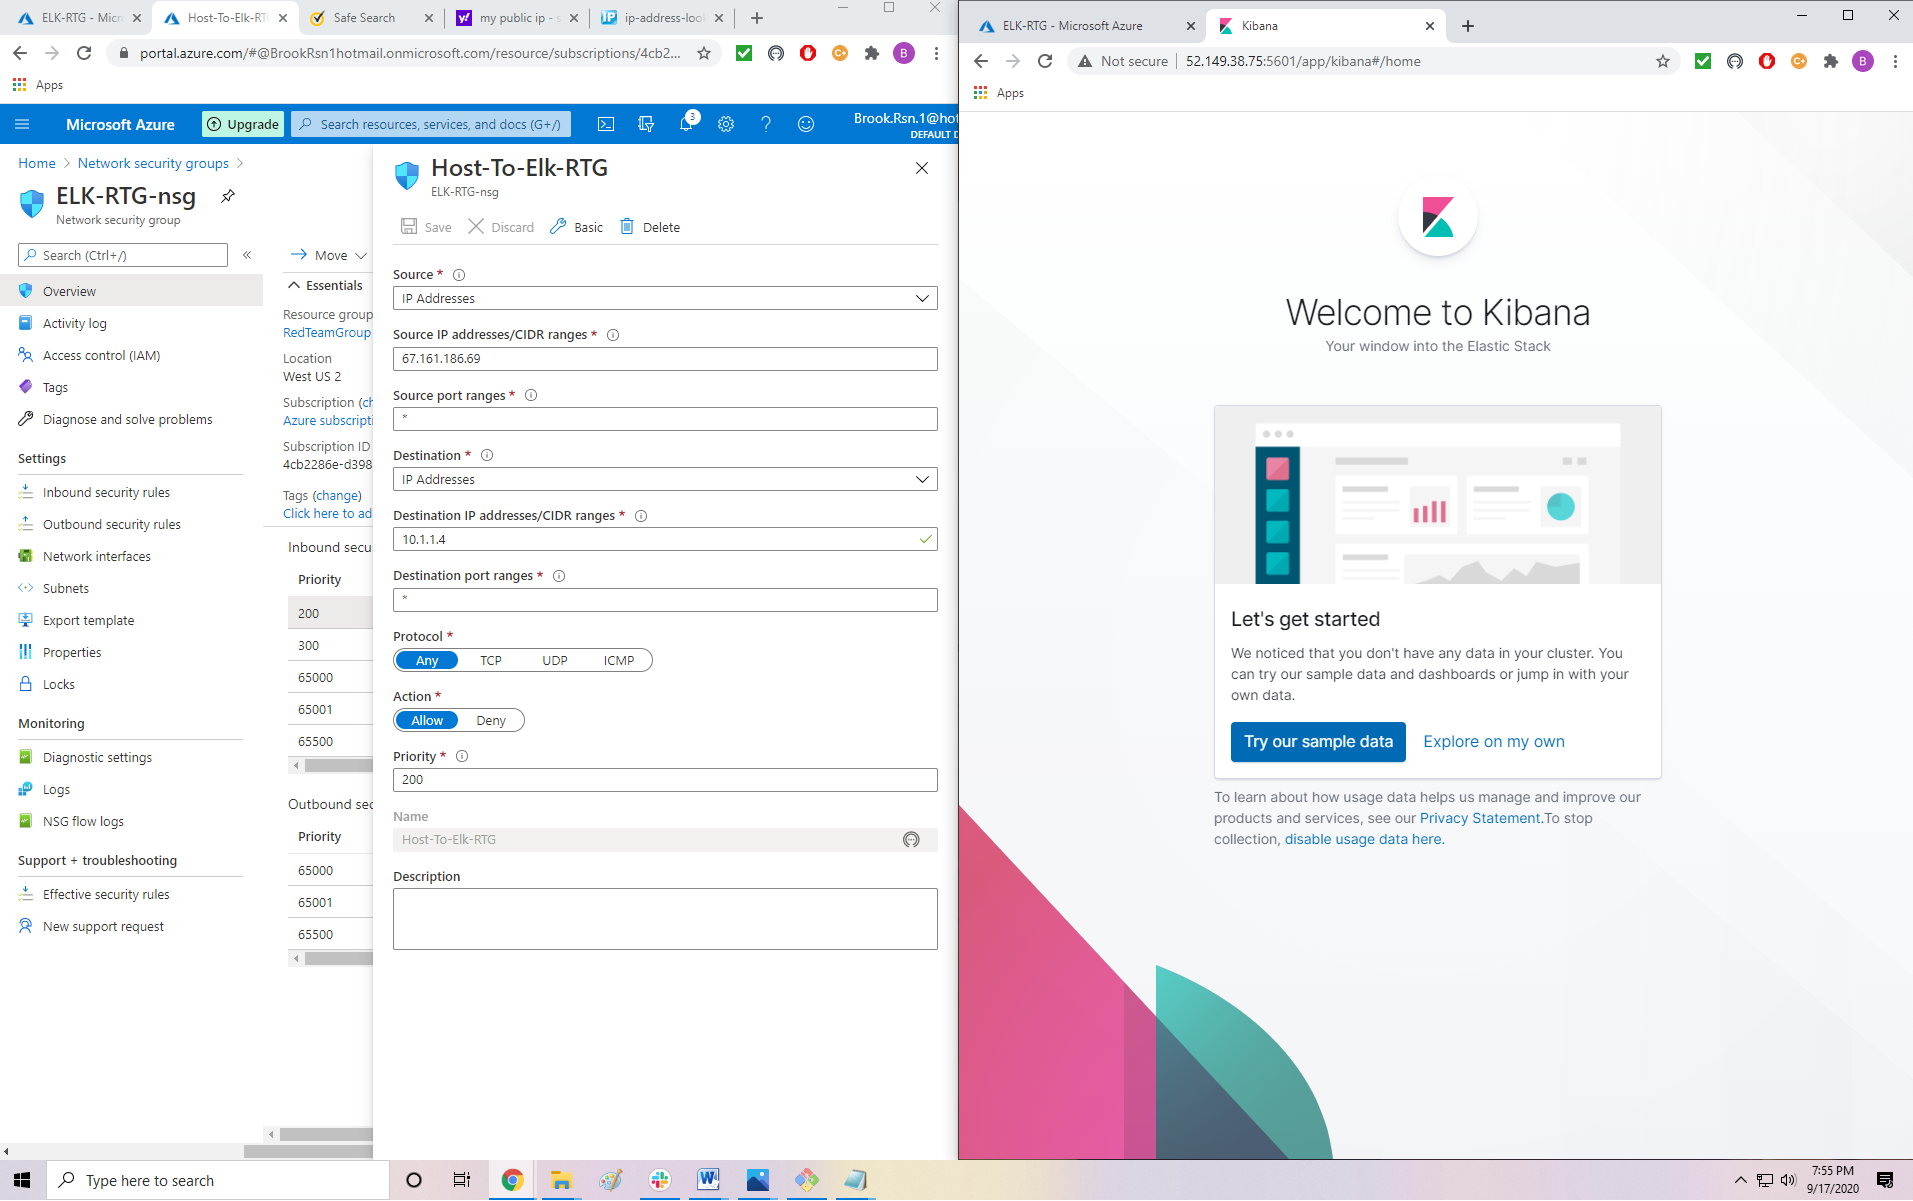 ELK-RTG - Micr
Host-To-Elk-RT
Safe Search
my public ip - s
ip-address-loo
portal.azure.com/#@BrookRsn1hotmail.onmicrosoft.com/resource/subscriptions/4cb2...
B
Apps
Microsoft Azure
Upgrade
Search resources, services, and docs (G+/)
3
Brook.Rsn.1@hot
DEFAULT D
Home > Network security groups >
ELK-RTG-nsg
Network security group
Search (Ctrl+/)
«
Overview
Activity log
Access control (IAM)
Tags
Diagnose and solve problems
Settings
Inbound security rules
Outbound security rules
Network interfaces
Subnets
Export template
Properties
Locks
Monitoring
Diagnostic settings
Logs
NSG flow logs
Support + troubleshooting
Effective security rules
New support request
Move
Essentials
Resource group
RedTeamGroup
Location
West US 2
Subscription (ch
Azure subscripti
Subscription ID
4cb2286e-d398
Tags (change)
Click here to ad
Inbound secu
Priority
200
300
65000
65001
65500
Outbound sec
Priority
65000
65001
65500
Host-To-Elk-RTG
ELK-RTG-nsg
Save
Discard
Basic
Delete
Source *
IP Addresses
Source IP addresses/CIDR ranges *
67.161.186.69
Source port ranges *
*
Destination *
IP Addresses
Destination IP addresses/CIDR ranges *
10.1.1.4
Destination port ranges *
*
Protocol *
Any TCP UDP ICMP
Action *
Allow Deny
Priority *
200
Name
Host-To-Elk-RTG
Description
ELK-RTG - Microsoft Azure
Kibana
Not secure | 52.149.38.75:5601/app/kibana#/home
B
Apps
Welcome to Kibana
Your window into the Elastic Stack
Let's get started
We noticed that you don't have any data in your cluster. You
can try our sample data and dashboards or jump in with your
own data.
Try our sample data
Explore on my own
To learn about how usage data helps us manage and improve our
products and services, see our Privacy Statement.To stop
collection, disable usage data here.
Type here to search
7:55 PM
9/17/2020